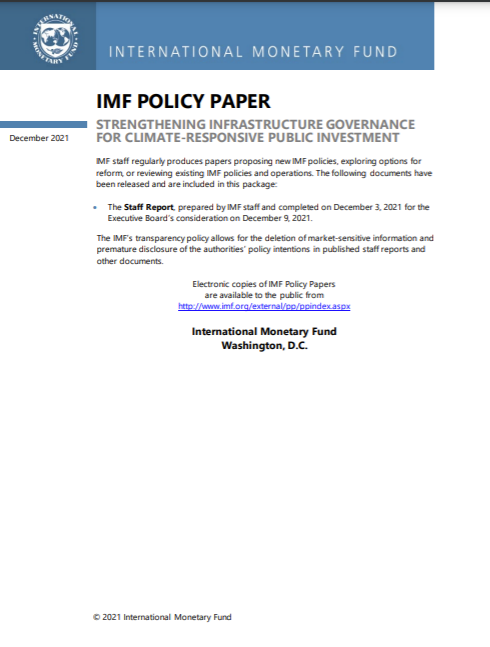 INTERNATIONAL
MONETARY FUND
INTERNATIONAL MONETARY FUND
IMF POLICY PAPER
STRENGTHENING INFRASTRUCTURE GOVERNANCE
FOR CLIMATE-RESPONSIVE PUBLIC INVESTMENT
December 2021
IMF staff regularly produces papers proposing new IMF policies, exploring options for
reform, or reviewing existing IMF policies and operations. The following documents have
been released and are included in this package:
• The Staff Report, prepared by IMF staff and completed on December 3, 2021 for the
Executive Board's consideration on December 9, 2021.
The IMF's transparency policy allows for the deletion of market-sensitive information and
premature disclosure of the authorities' policy intentions in published staff reports and
other documents.
Electronic copies of IMF Policy Papers
are available to the public from
http://www.imf.org/external/pp/ppindex.aspx
International Monetary Fund
Washington, D.C.
© 2021 International Monetary Fund